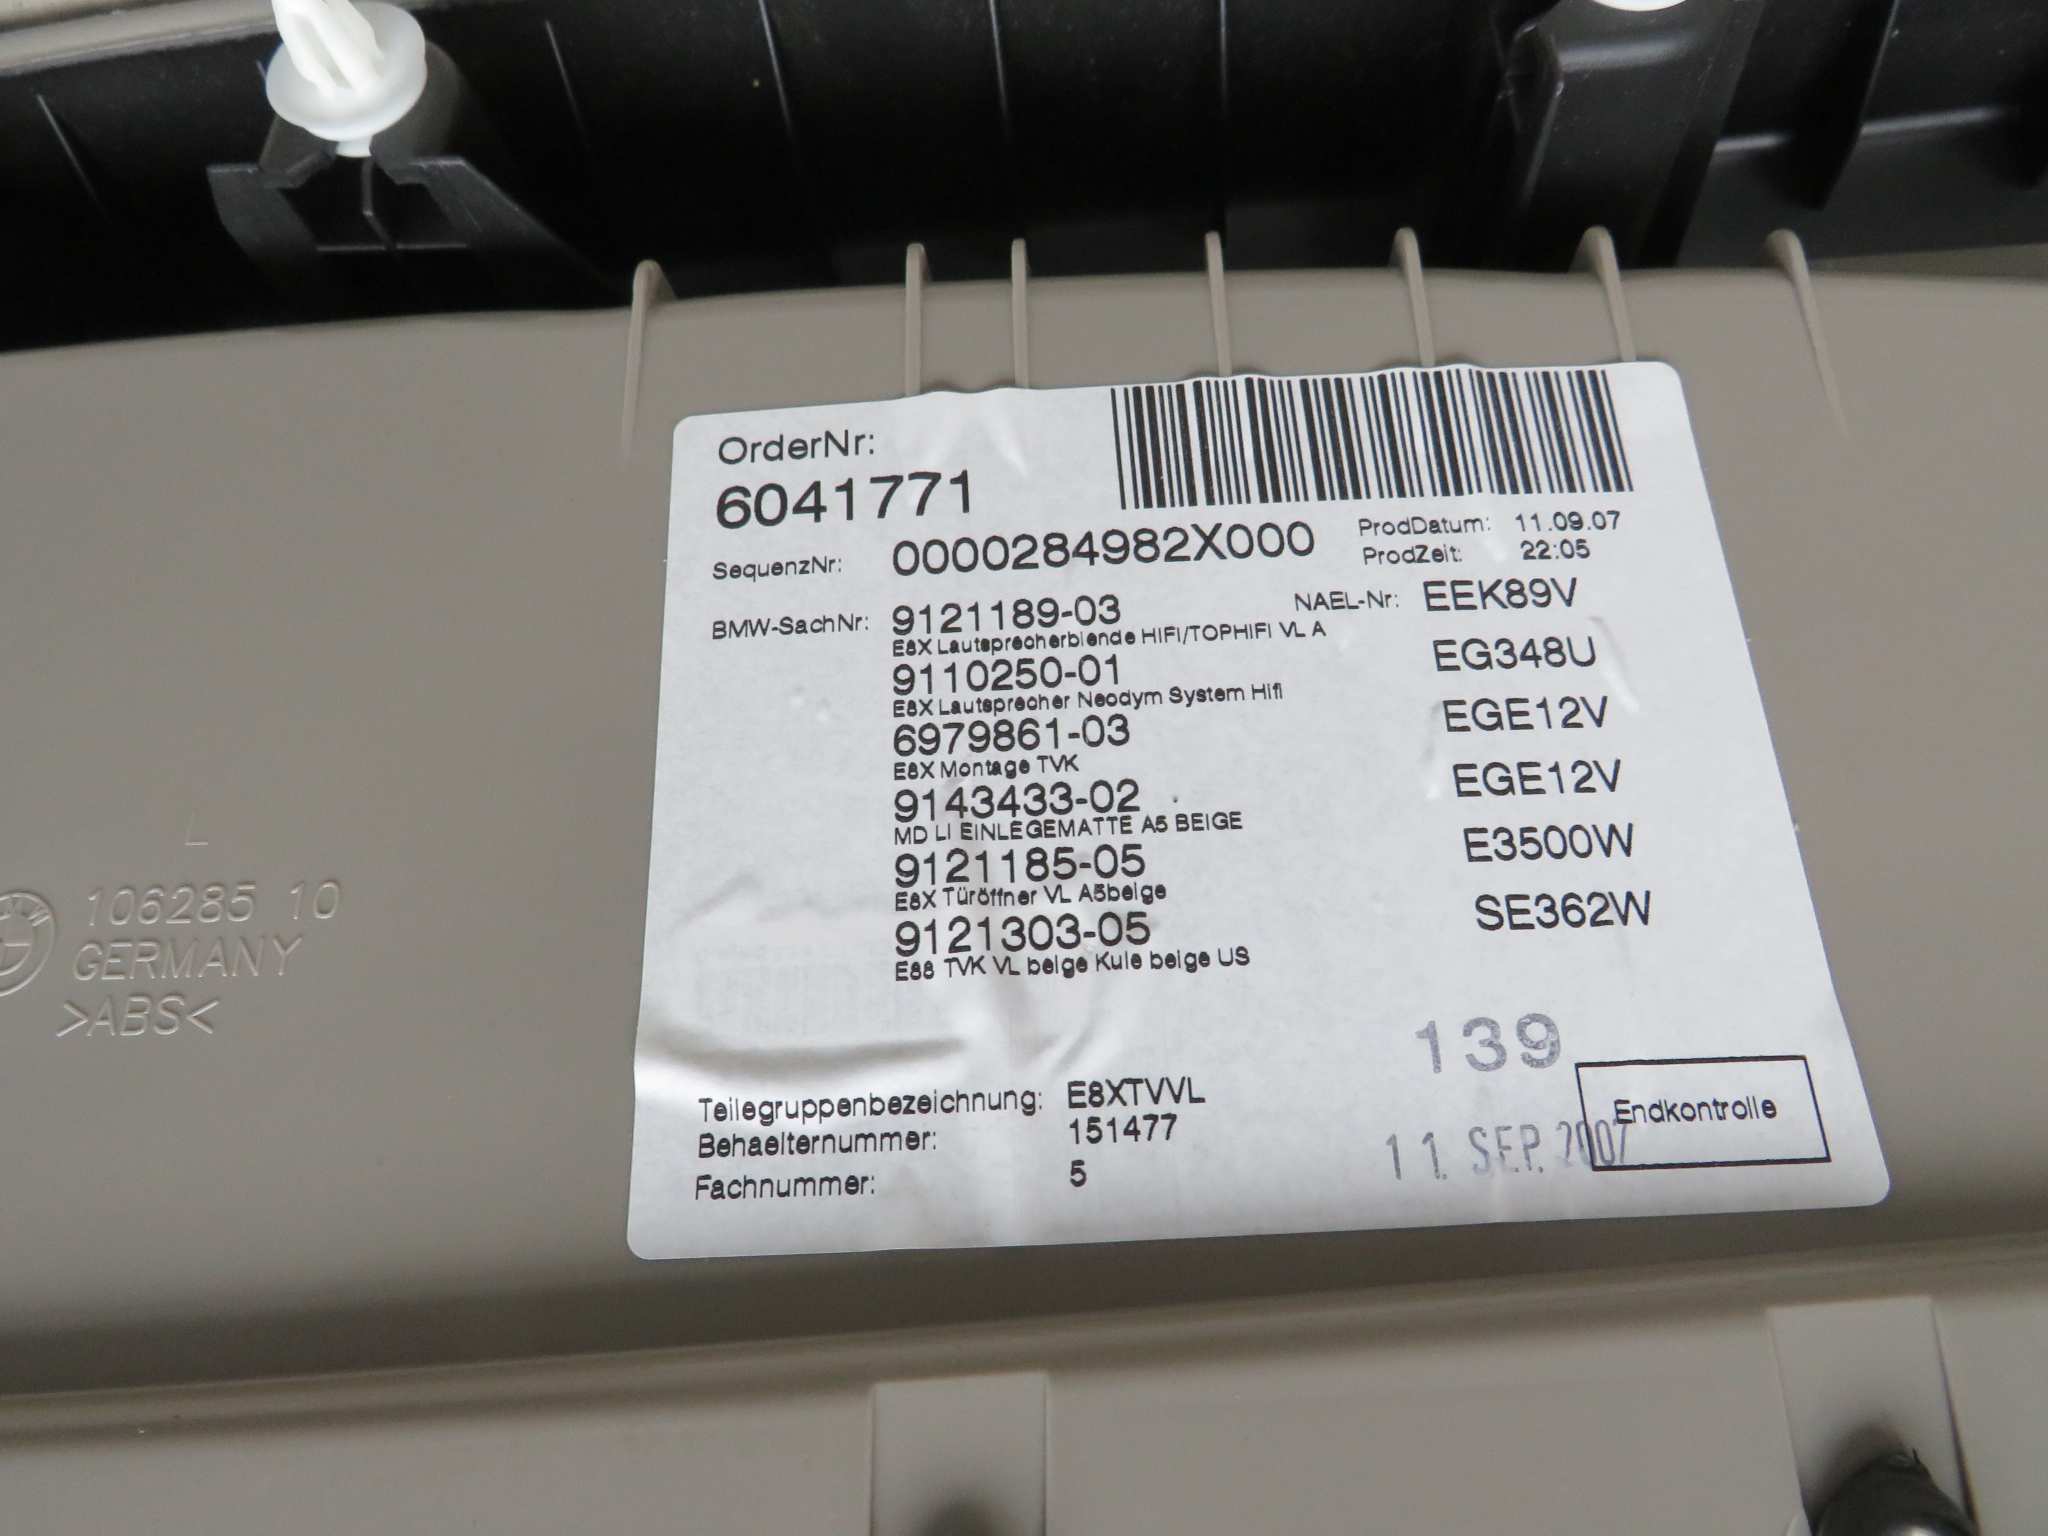 OrderNr:
6041771
SequenzNr: 0000284982X000
ProdDatum: 11.09.07
ProdZeit: 22:05
BMW-SachNr: 9121189-03 NAEL-Nr: EEK89V
E8X Lautsprecherblende HIFI/TOPHIFI VL A
9110250-01 EG348U
E8X Lautsprecher Neodym System Hifi
6979861-03 EGE12V
E8X Montage TVK
9143433-02 EGE12V
MD LI EINLEGEMATTE A5 BEIGE
9121185-05 E3500W
E8X Türöffner VL A5beige
9121303-05 SE362W
E88 TVK VL beige Kule beige US
139
Teilegruppenbezeichnung: E8XTVVL
Behaelternummer: 151477
Fachnummer: 5
Endkontrolle
11. SEP. 2007
L
106285 10
GERMANY
>ABS<